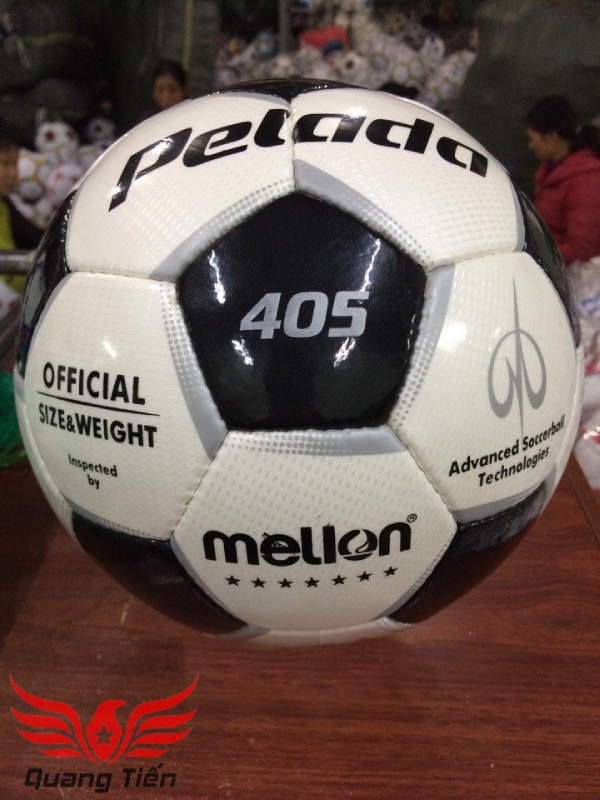 Pelada
405
OFFICIAL
SIZE&WEIGHT
Inspected
by
Advanced Soccerball
Technologies
mellon®
Quang Tiến